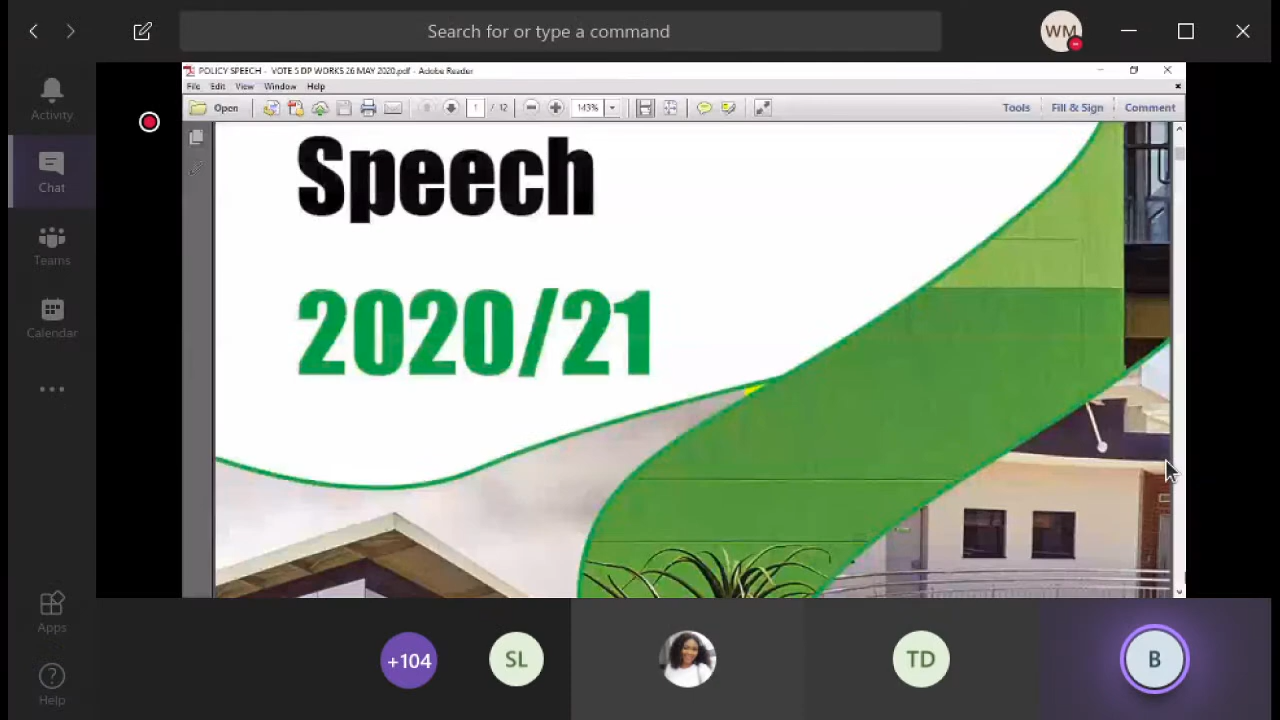 Search for or type a command
WM
Activity
Chat
Teams
Calendar
Apps
Help
POLICY SPEECH - VOTE 5 DP WORKS 26 MAY 2020.pdf - Adobe Reader
File Edit View Window Help
Open 1 / 12 143% Tools Fill & Sign Comment
Speech
2020/21
+104 SL TD B